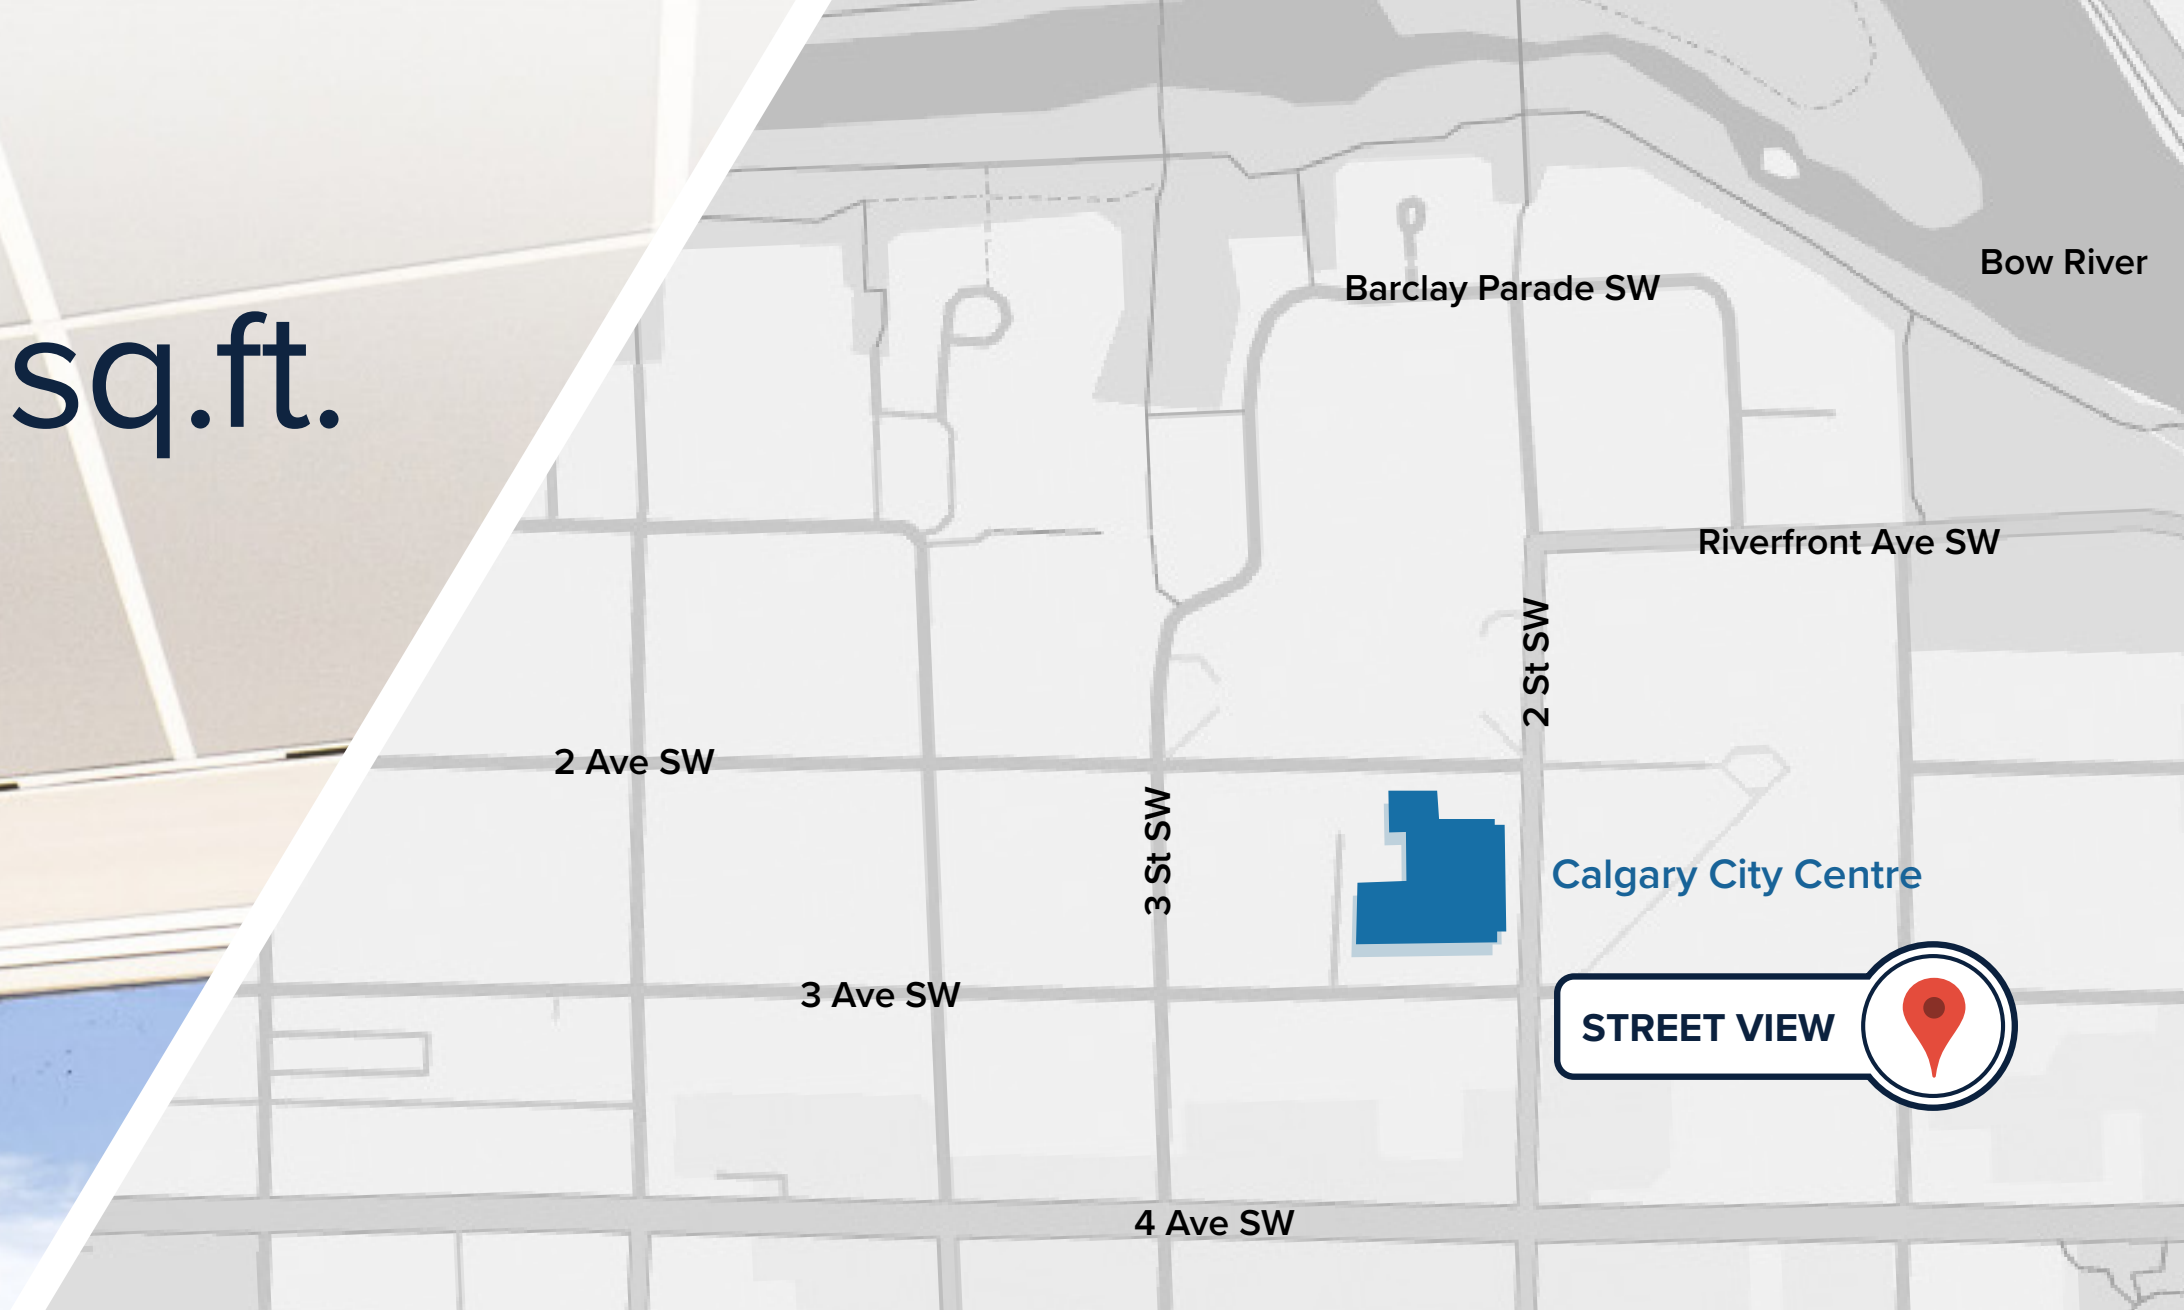 sq.ft.
Bow River
Barclay Parade SW
Riverfront Ave SW
2 St SW
2 Ave SW
3 St SW
Calgary City Centre
3 Ave SW
STREET VIEW
4 Ave SW